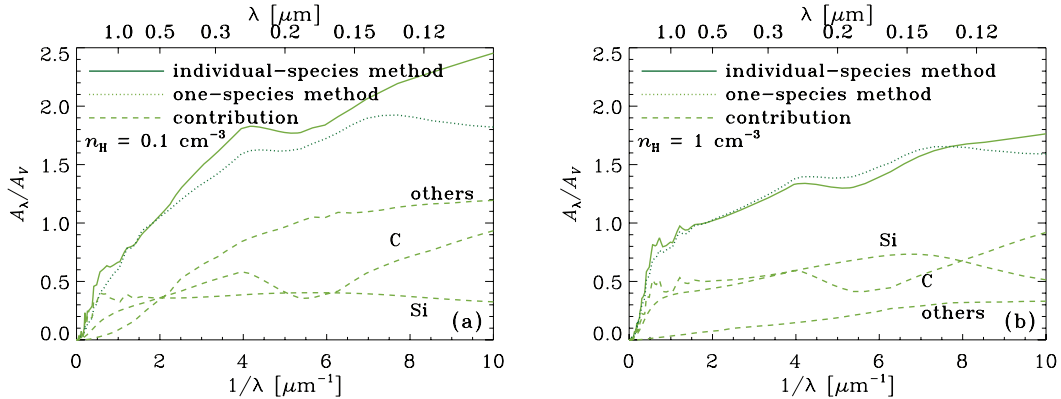 λ [μm]
1.0 0.5 0.3 0.2 0.15 0.12
2.5
2.0
1.5
1.0
0.5
0.0
A_λ/A_V
individual-species method
one-species method
contribution
n_H = 0.1 cm⁻³
others
C
Si
(a)
0 2 4 6 8 10
1/λ [μm⁻¹]
λ [μm]
1.0 0.5 0.3 0.2 0.15 0.12
2.5
2.0
1.5
1.0
0.5
0.0
A_λ/A_V
individual-species method
one-species method
contribution
n_H = 1 cm⁻³
Si
C
others
(b)
0 2 4 6 8 10
1/λ [μm⁻¹]